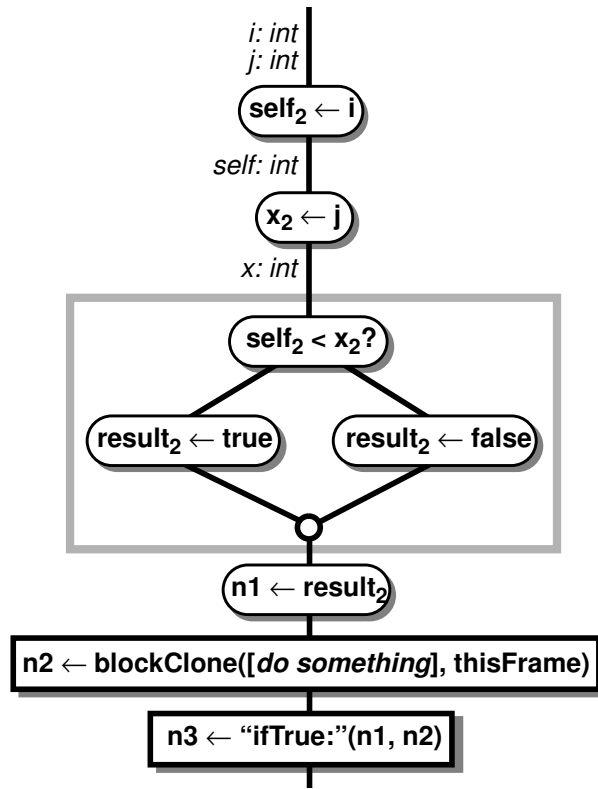 i: int
j: int
self₂ ← i
self: int
x₂ ← j
x: int
self₂ < x₂?
result₂ ← true
result₂ ← false
n1 ← result₂
n2 ← blockClone([do something], thisFrame)
n3 ← “ifTrue:”(n1, n2)